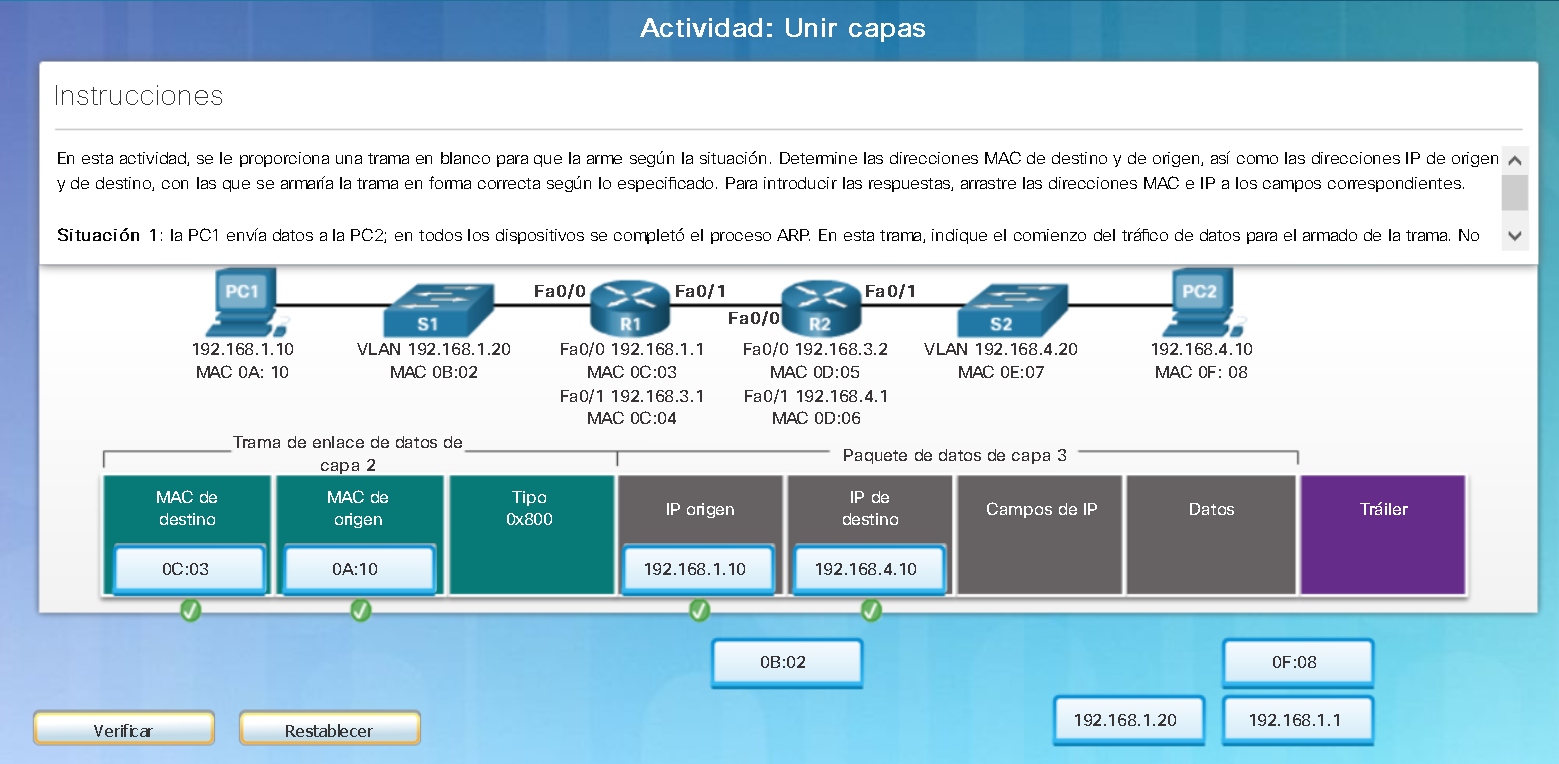 Actividad: Unir capas
Instrucciones
En esta actividad, se le proporciona una trama en blanco para que la arme según la situación. Determine las direcciones MAC de destino y de origen, así como las direcciones IP de origen
y de destino, con las que se armaría la trama en forma correcta según lo especificado. Para introducir las respuestas, arrastre las direcciones MAC e IP a los campos correspondientes.
Situación 1: la PC1 envía datos a la PC2; en todos los dispositivos se completó el proceso ARP. En esta trama, indique el comienzo del tráfico de datos para el armado de la trama. No
PC1
S1
Fa0/0
R1
Fa0/1
Fa0/0
R2
Fa0/1
S2
PC2
192.168.1.10
MAC 0A: 10
VLAN 192.168.1.20
MAC 0B:02
Fa0/0 192.168.1.1
MAC 0C:03
Fa0/1 192.168.3.1
MAC 0C:04
Fa0/0 192.168.3.2
MAC 0D:05
Fa0/1 192.168.4.1
MAC 0D:06
VLAN 192.168.4.20
MAC 0E:07
192.168.4.10
MAC 0F: 08
Trama de enlace de datos de
capa 2
Paquete de datos de capa 3
MAC de
destino
0C:03
MAC de
origen
0A:10
Tipo
0x800
IP origen
192.168.1.10
IP de
destino
192.168.4.10
Campos de IP
Datos
Tráiler
0B:02
0F:08
192.168.1.20
192.168.1.1
Verificar
Restablecer